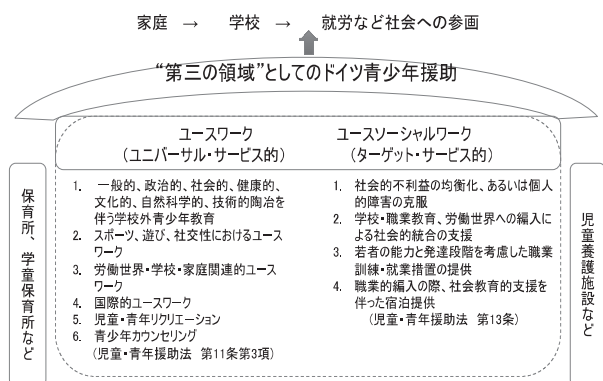 家庭 → 学校 → 就労など社会への参画
“第三の領域”としてのドイツ青少年援助
ユースワーク
(ユニバーサル・サービス的)
1. 一般的、政治的、社会的、健康的、
文化的、自然科学的、技術的陶冶を
伴う学校外青少年教育
2. スポーツ、遊び、社交性におけるユース
ワーク
3. 労働世界・学校・家庭関連的ユース
ワーク
4. 国際的ユースワーク
5. 児童・青年リクリエーション
6. 青少年カウンセリング
(児童・青年援助法 第11条第3項)
ユースソーシャルワーク
(ターゲット・サービス的)
1. 社会的不利益の均衡化、あるいは個人
的障害の克服
2. 学校・職業教育、労働世界への編入に
よる社会的統合の支援
3. 若者の能力と発達段階を考慮した職業
訓練・就業措置の提供
4. 職業的編入の際、社会教育的支援を
伴った宿泊提供
(児童・青年援助法 第13条)
保育所、学童保育所など
児童養護施設など